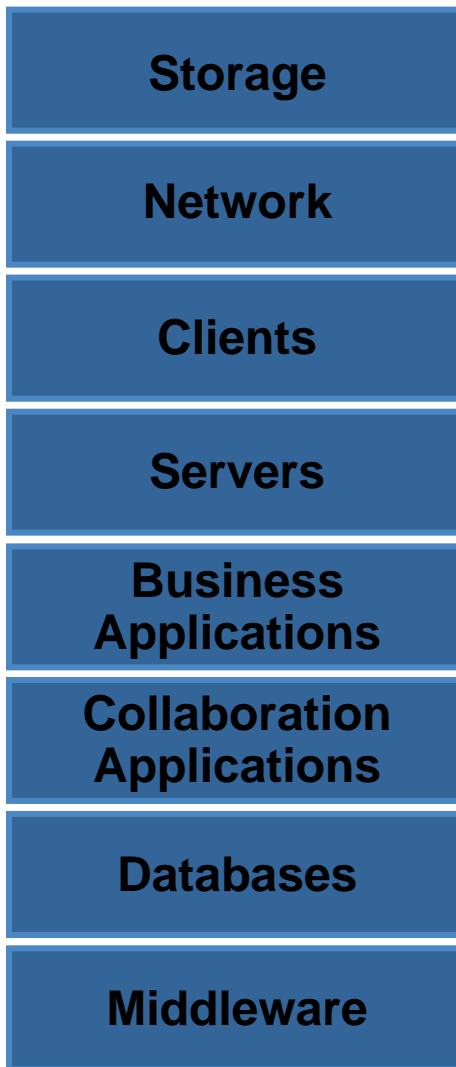 Storage
Network
Clients
Servers
Business
Applications
Collaboration
Applications
Databases
Middleware